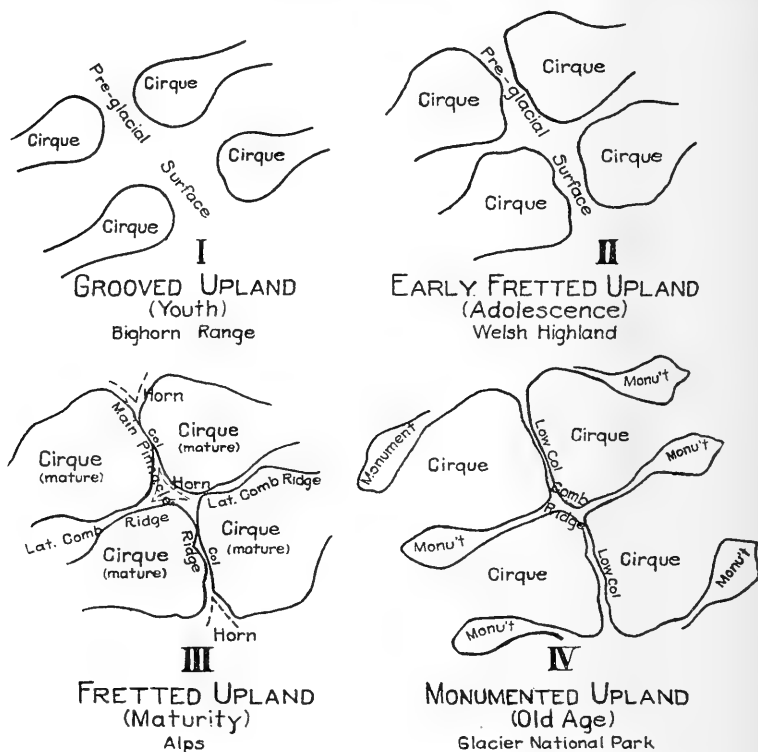 Cirque
Pre-glacial
Cirque
Cirque
Surface
Cirque
I
GROOVED UPLAND
(Youth)
Bighorn Range
Cirque
Cirque
Pre-glacial
Cirque
Surface
Cirque
II
EARLY FRETTED UPLAND
(Adolescence)
Welsh Highland
Horn
Main Pinnacle
col
Cirque
(mature)
Cirque
(mature)
Horn
Lat. Comb Ridge
Lat. Comb
Ridge
Ridge
col
Cirque
(mature)
Cirque
(mature)
Horn
III
FRETTED UPLAND
(Maturity)
Alps
Monu't
Monument
Low Col
Cirque
Cirque
Monu't
Comb
Ridge
Monu't
Low Col
Cirque
Cirque
Monu't
Monu't
IV
MONUMENTED UPLAND
(Old Age)
Glacier National Park